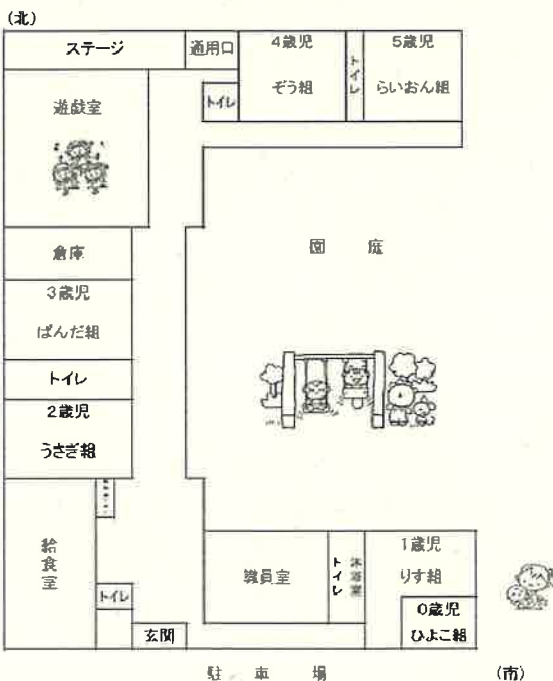 (北)
ステージ
通用口
4歳児
ぞう組
トイレ
5歳児
らいおん組
トイレ
遊戯室
倉庫
園 庭
3歳児
ぱんだ組
トイレ
2歳児
うさぎ組
給食室
トイレ
職員室
トイレ
沐浴室
1歳児
りす組
0歳児
ひよこ組
玄関
駐 車 場
(市)